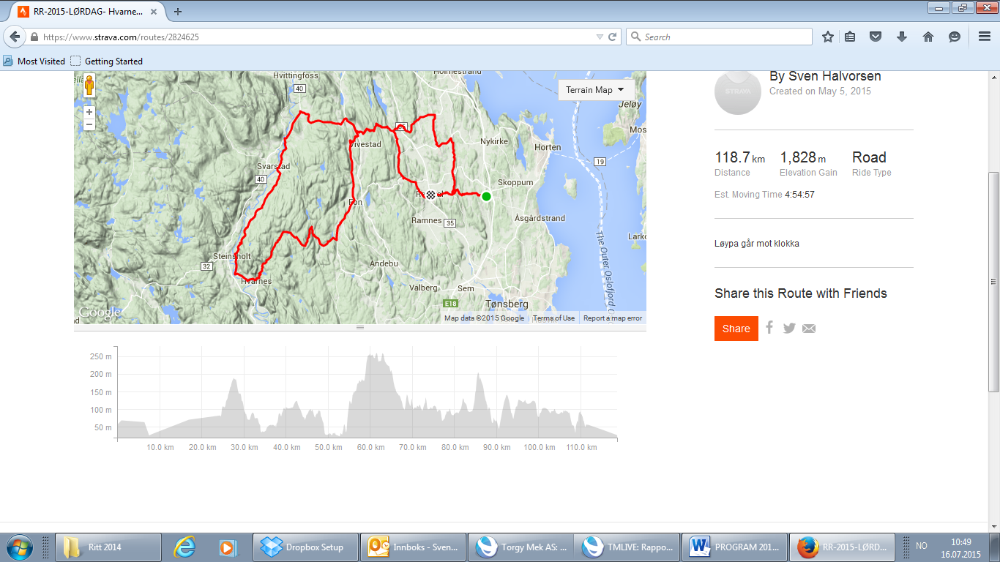 RR-2015-LØRDAG- Hvarne...
https://www.strava.com/routes/2824625
Search
Most Visited
Getting Started
Hvittingfoss
40
Holmestrand
Terrain Map
Jeløy
Mos
35
Vivestad
Nykirke
Horten
19
Svarstad
40
Skoppum
Fon
Ramnes
35
Åsgårdstrand
The Outer Oslofjord
Larko
Steinsholt
32
Hvarnes
Andebu
Valberg
Sem
E18
Tønsberg
Google
Map data ©2015 Google
Terms of Use
Report a map error
STRAVA
By Sven Halvorsen
Created on May 5, 2015
118.7 km 1,828 m Road
Distance Elevation Gain Ride Type
Est. Moving Time 4:54:57
Løypa går mot klokka
Share this Route with Friends
Share
250 m
200 m
150 m
100 m
50 m
10.0 km 20.0 km 30.0 km 40.0 km 50.0 km 60.0 km 70.0 km 80.0 km 90.0 km 100.0 km 110.0 km
Ritt 2014
Dropbox Setup
Innboks - Sven...
Torgy Mek AS: ...
TMLIVE: Rappo...
PROGRAM 201...
RR-2015-LØRD...
NO
10:49
16.07.2015